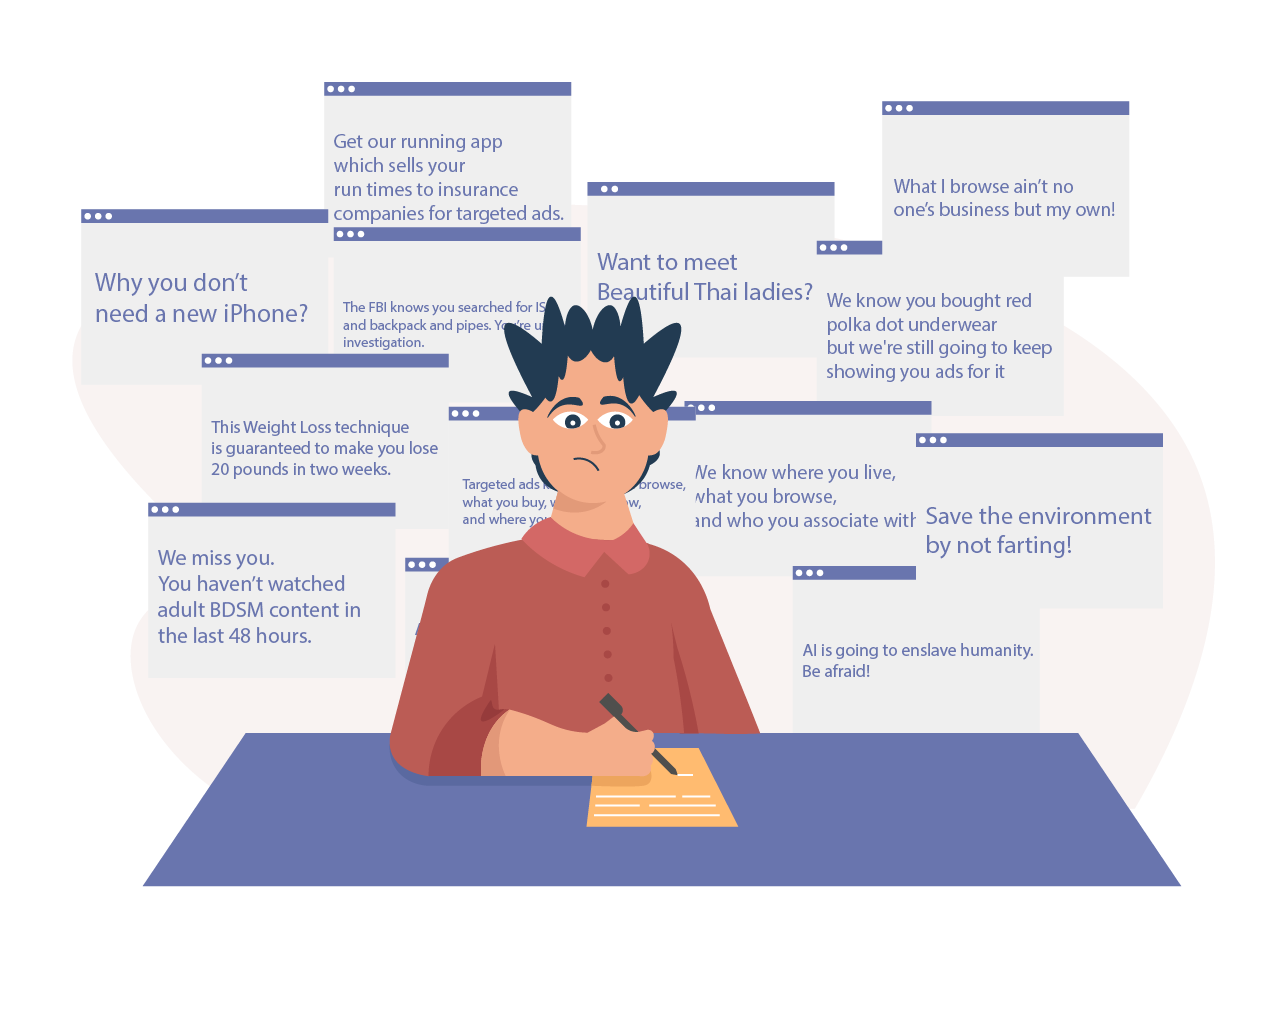 Get our running app
which sells your
run times to insurance
companies for targeted ads.
What I browse ain’t no
one’s business but my own!
Why you don’t
need a new iPhone?
The FBI knows you searched for
and backpack and pipes. You’re
investigation.
Want to meet
Beautiful Thai ladies?
We know you bought red
polka dot underwear
but we're still going to keep
showing you ads for it
This Weight Loss technique
is guaranteed to make you lose
20 pounds in two weeks.
Targeted ads browse,
what you buy,
and where
We know where you live,
what you browse,
and who you associate with
Save the environment
by not farting!
We miss you.
You haven’t watched
adult BDSM content in
the last 48 hours.
AI is going to enslave humanity.
Be afraid!